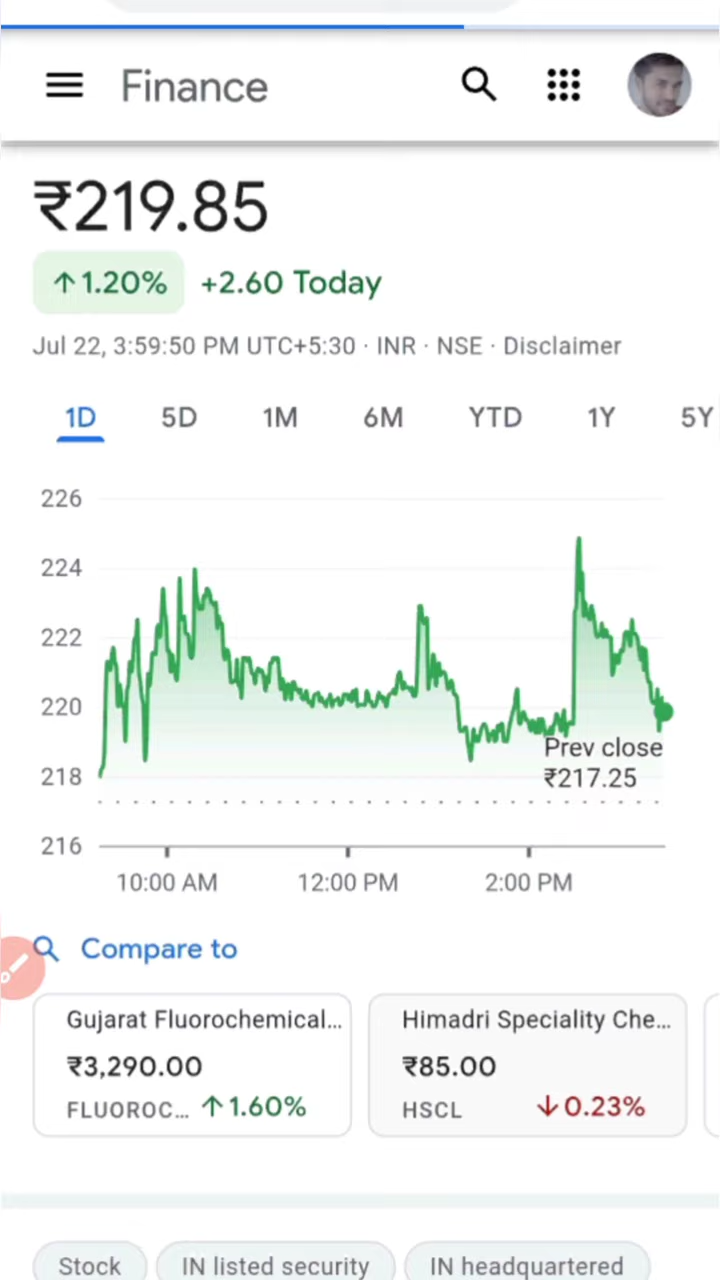 Finance
₹219.85
↑1.20% +2.60 Today
Jul 22, 3:59:50 PM UTC+5:30 · INR · NSE · Disclaimer
1D 5D 1M 6M YTD 1Y 5Y
226
224
222
220
Prev close
218 ₹217.25
216
10:00 AM 12:00 PM 2:00 PM
Compare to
Gujarat Fluorochemical... Himadri Speciality Che...
₹3,290.00 ₹85.00
FLUOROC... ↑1.60% HSCL ↓0.23%
Stock IN listed security IN headquartered